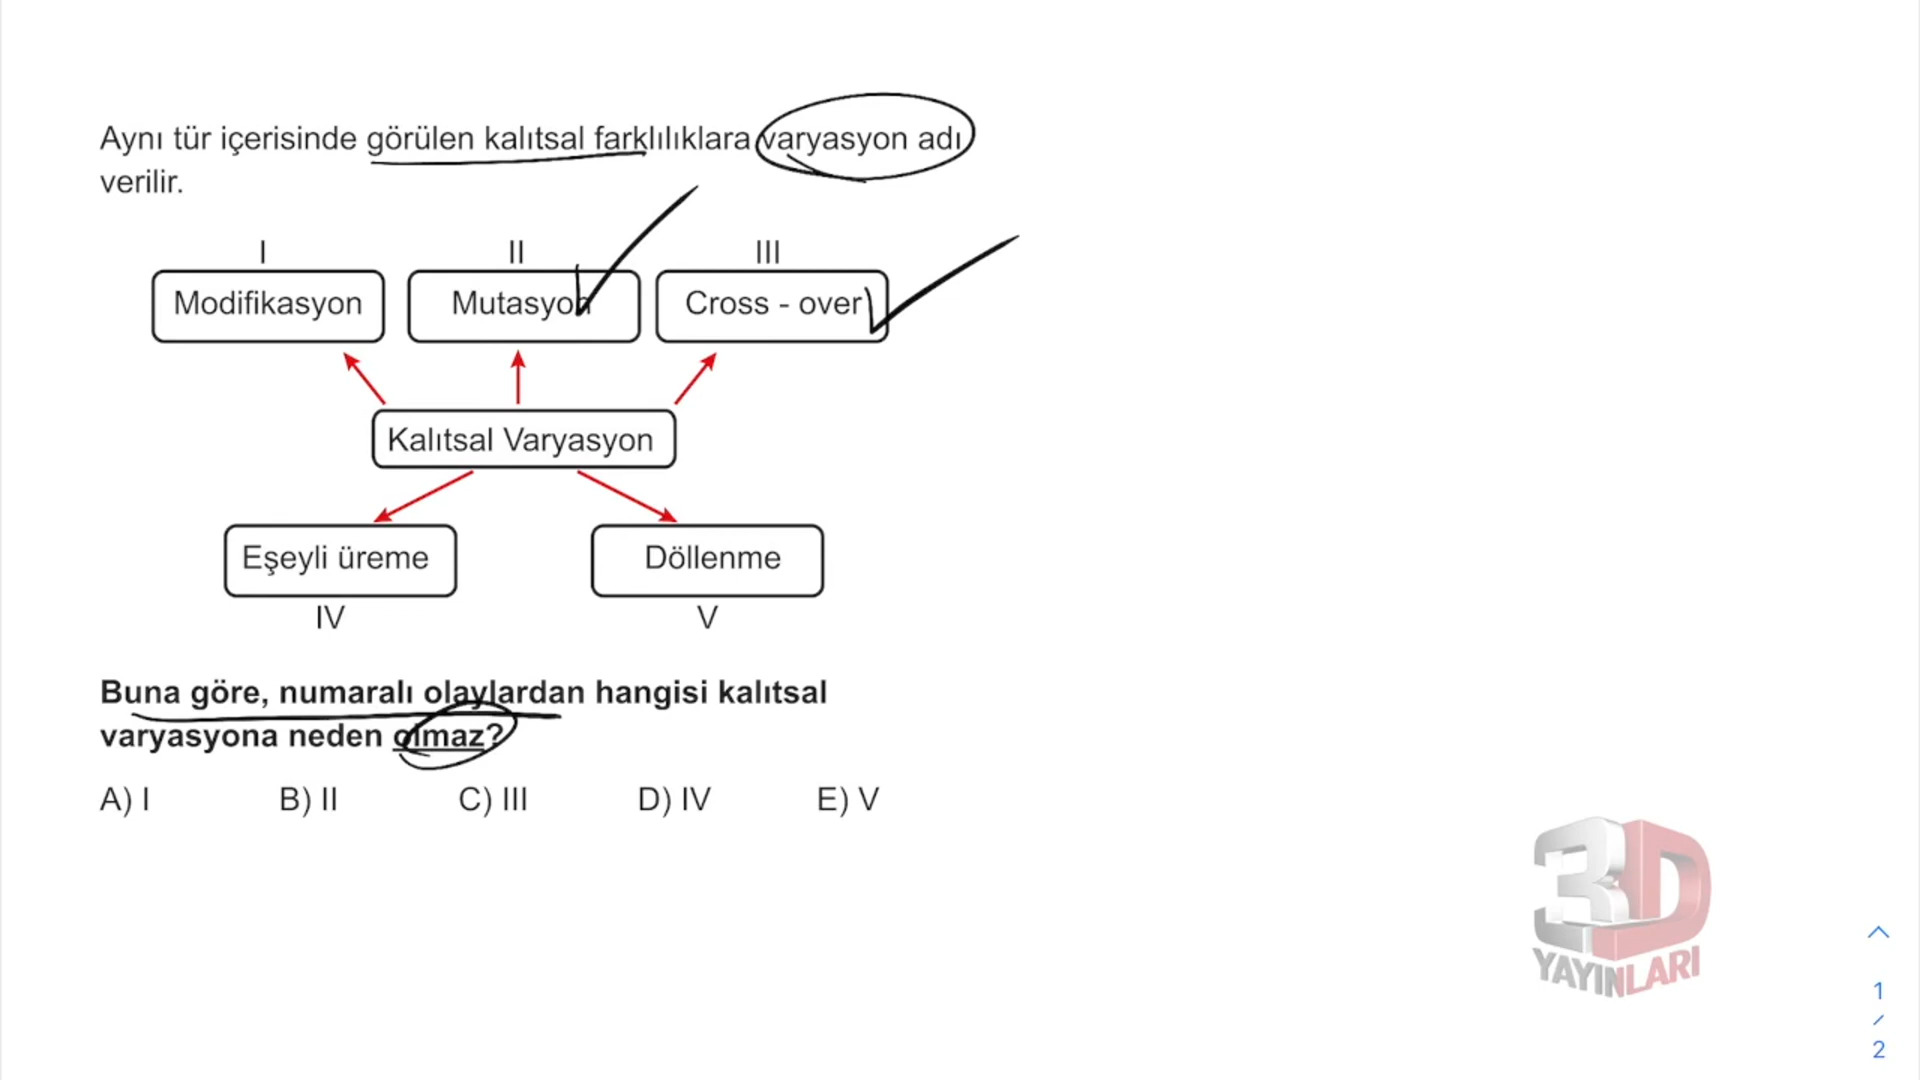 Aynı tür içerisinde görülen kalıtsal farklılıklara varyasyon adı
verilir.
I
II
III
Modifikasyon
Mutasyon
Cross - over
Kalıtsal Varyasyon
Eşeyli üreme
Döllenme
IV
V
Buna göre, numaralı olaylardan hangisi kalıtsal
varyasyona neden olmaz?
A) I
B) II
C) III
D) IV
E) V
3D
YAYINLARI
1
/
2